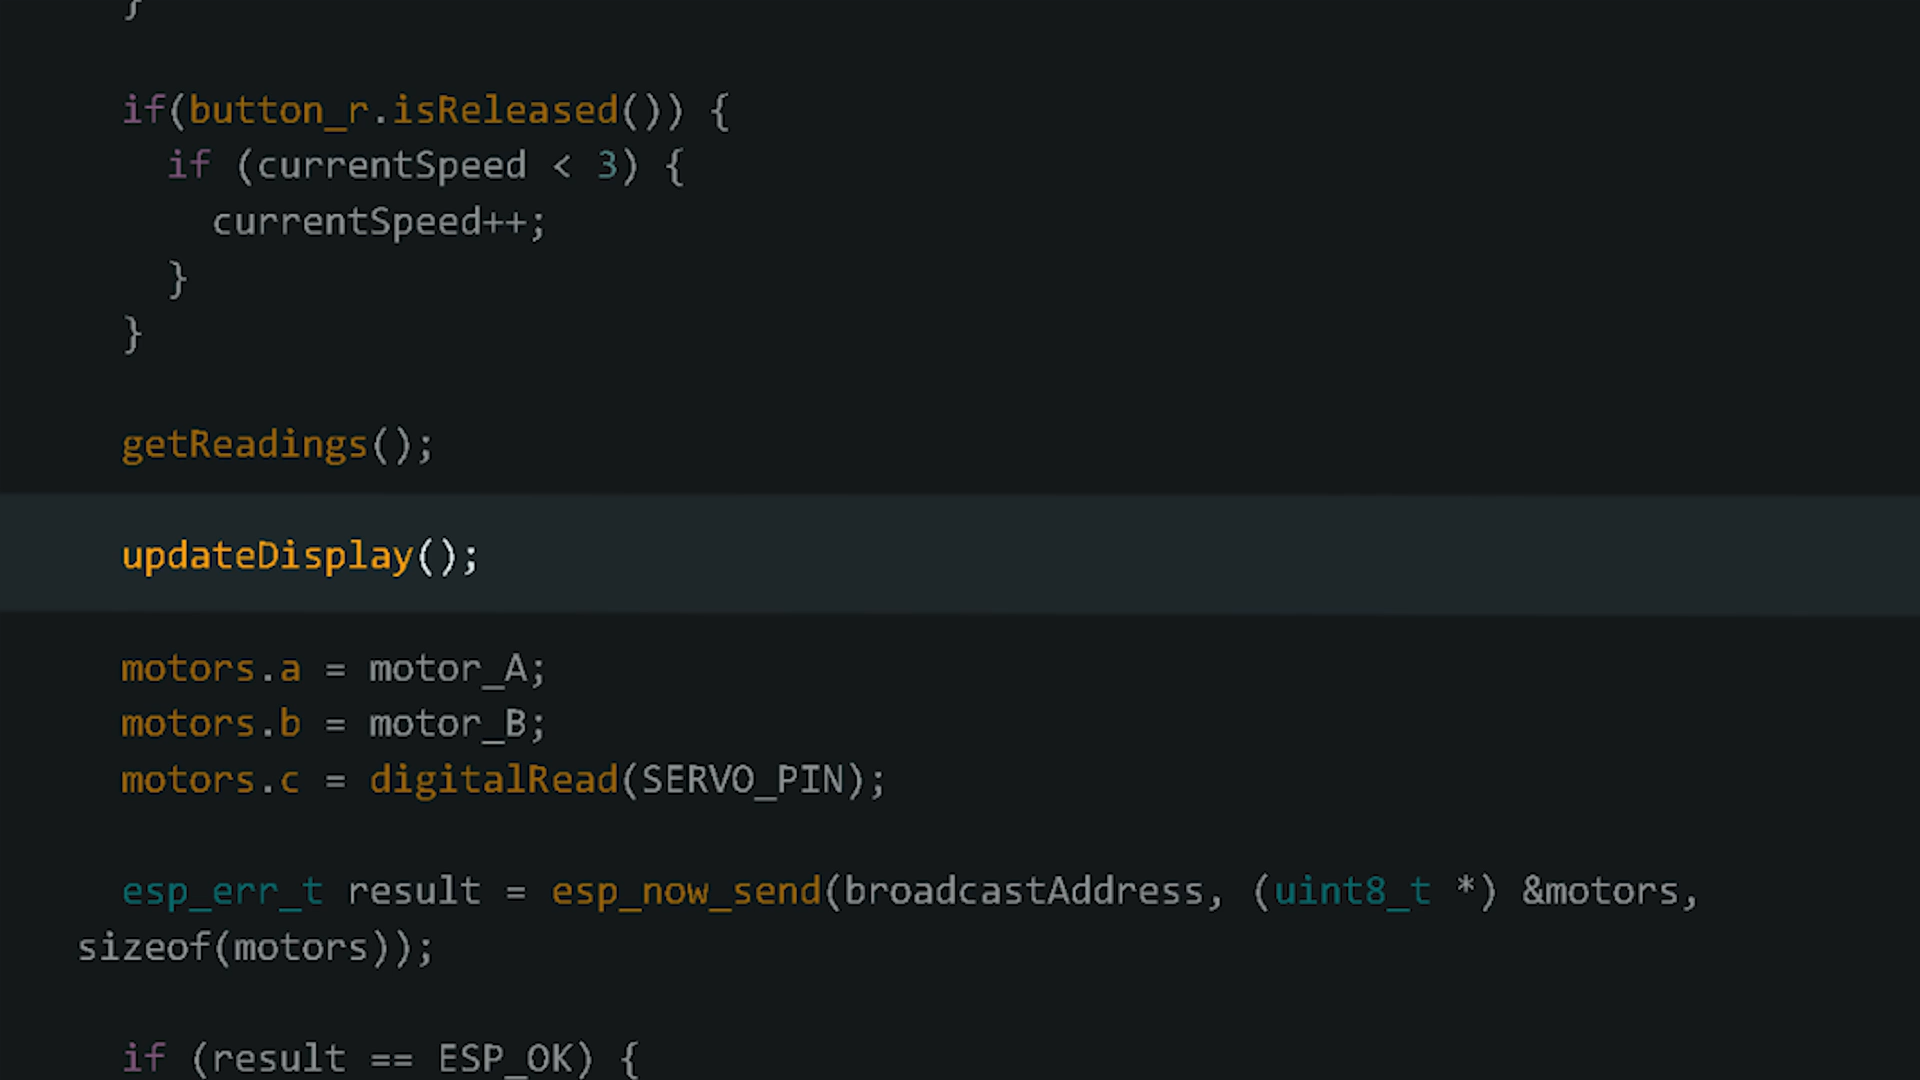 }
if(button_r.isReleased()) {
if (currentSpeed < 3) {
currentSpeed++;
}
}
getReadings();
updateDisplay();
motors.a = motor_A;
motors.b = motor_B;
motors.c = digitalRead(SERVO_PIN);
esp_err_t result = esp_now_send(broadcastAddress, (uint8_t *) &motors,
sizeof(motors));
if (result == ESP_OK) {